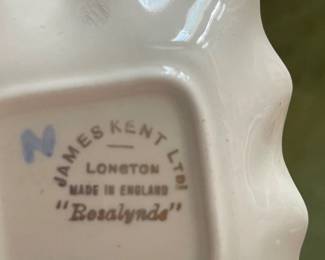 N
JAMES KENT LTD
LONGTON
MADE IN ENGLAND
"Rosalynde"